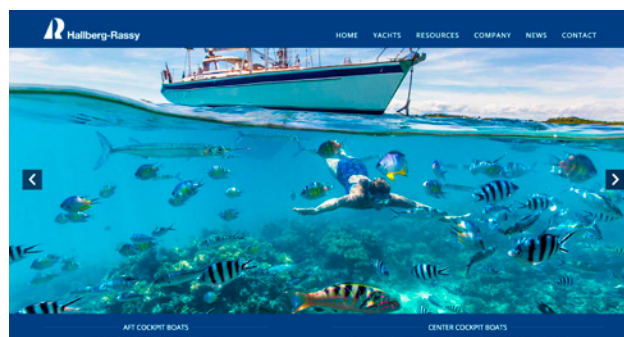 Hallberg-Rassy
HOME YACHTS RESOURCES COMPANY NEWS CONTACT
AFT COCKPIT BOATS
CENTER COCKPIT BOATS